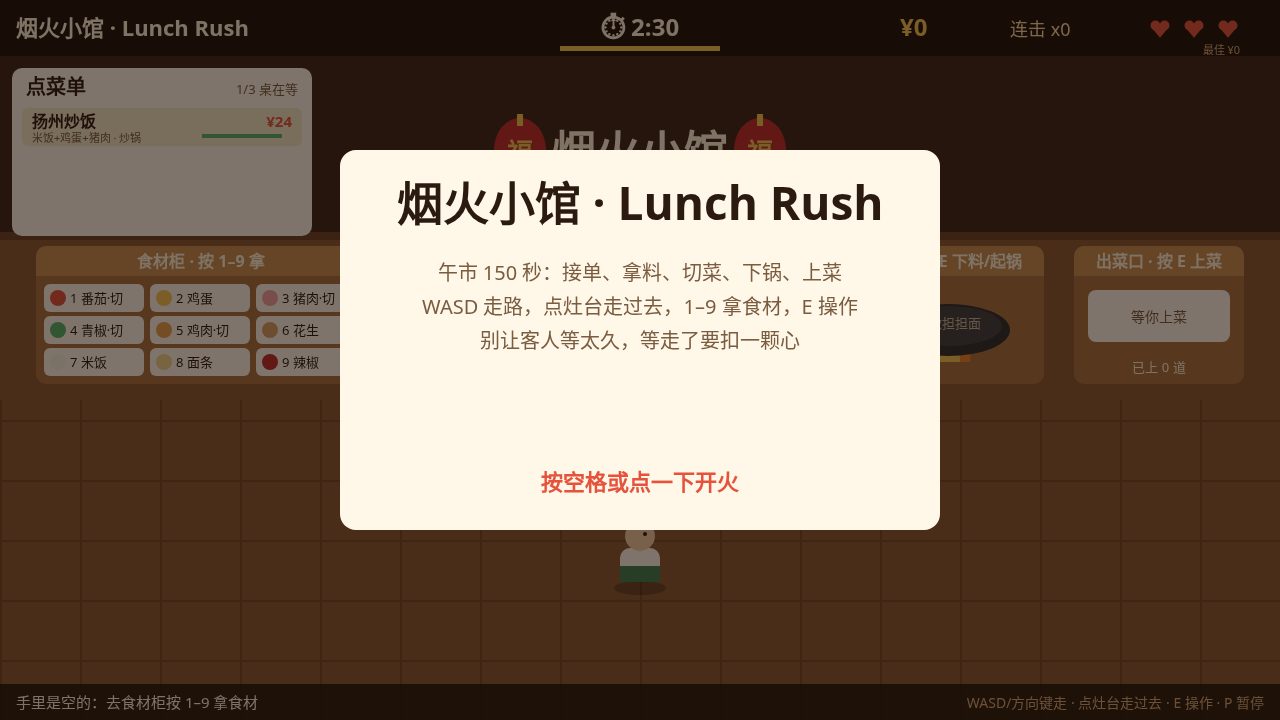 烟火小馆 · Lunch Rush
⏱ 2:30
¥0
连击 x0
最佳 ¥0
点菜单
1/3 桌在等
扬州炒饭
¥24
米饭+鸡蛋+猪肉 · 炒锅
烟火小馆 · Lunch Rush
午市 150 秒：接单、拿料、切菜、下锅、上菜
WASD 走路，点灶台走过去，1–9 拿食材，E 操作
别让客人等太久，等走了要扣一颗心
按空格或点一下开火
食材柜 · 按 1–9 拿
1 番茄·切
2 鸡蛋
3 猪肉·切
4 青椒·切
5 鸡肉·切
6 花生
7 米饭
8 面条
9 辣椒
E 下料/起锅
担担面
出菜口 · 按 E 上菜
等你上菜
已上 0 道
手里是空的：去食材柜按 1–9 拿食材
WASD/方向键走 · 点灶台走过去 · E 操作 · P 暂停